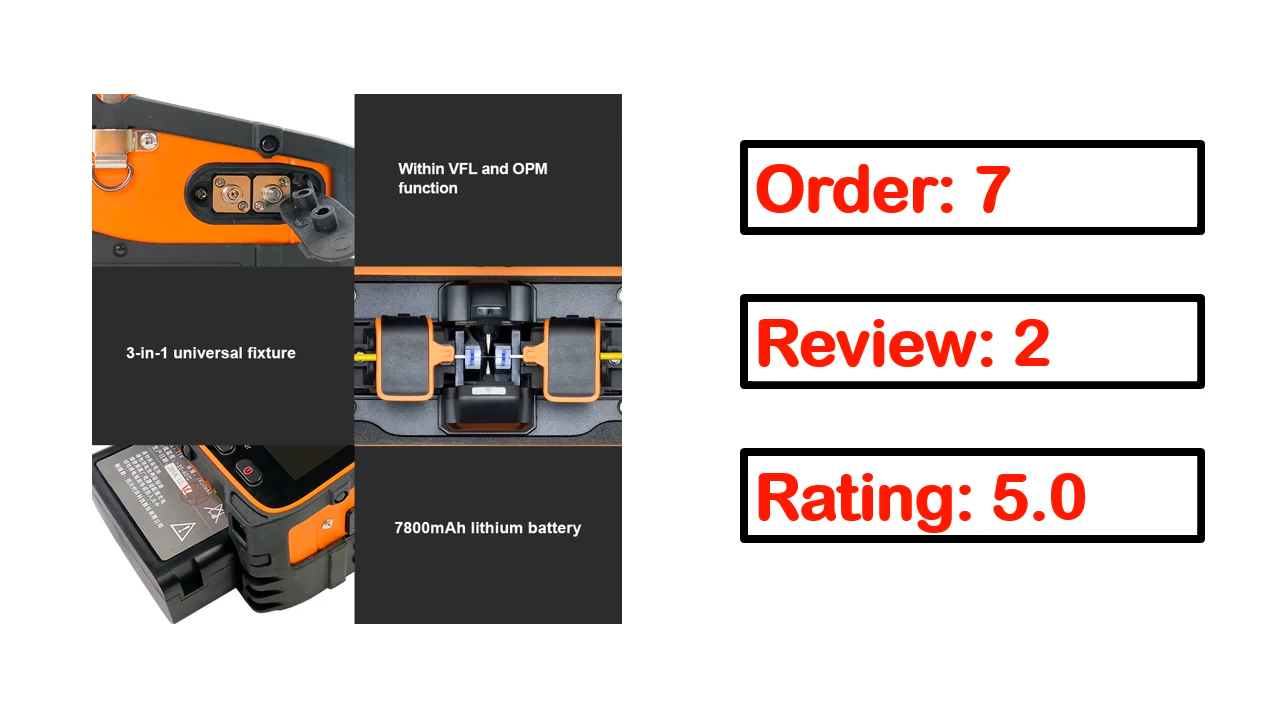 Within VFL and OPM
function
3-in-1 universal fixture
7800mAh lithium battery
Order: 7
Review: 2
Rating: 5.0